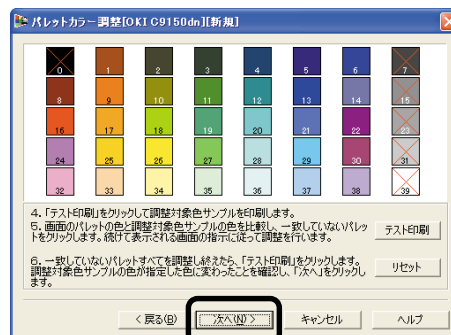 パレットカラー調整[OKI C9150dn][新規]
0 1 2 3 4 5 6 7
8 9 10 11 12 13 14 15
16 17 18 19 20 21 22 23
24 25 26 27 28 29 30 31
32 33 34 35 36 37 38 39
4．「テスト印刷」をクリックして調整対象色サンプルを印刷します。
5．画面のパレットの色と調整対象色サンプルの色を比較し、一致していないパレッ
トをクリックします。続けて表示される画面の指示に従って調整を行います。
テスト印刷
6．一致していないパレットすべてを調整し終えたら、「テスト印刷」をクリックします。
調整対象色サンプルの色が指定した色に変わったことを確認し、「次へ」をクリックし
ます。
リセット
< 戻る(B) 次へ(N) > キャンセル ヘルプ